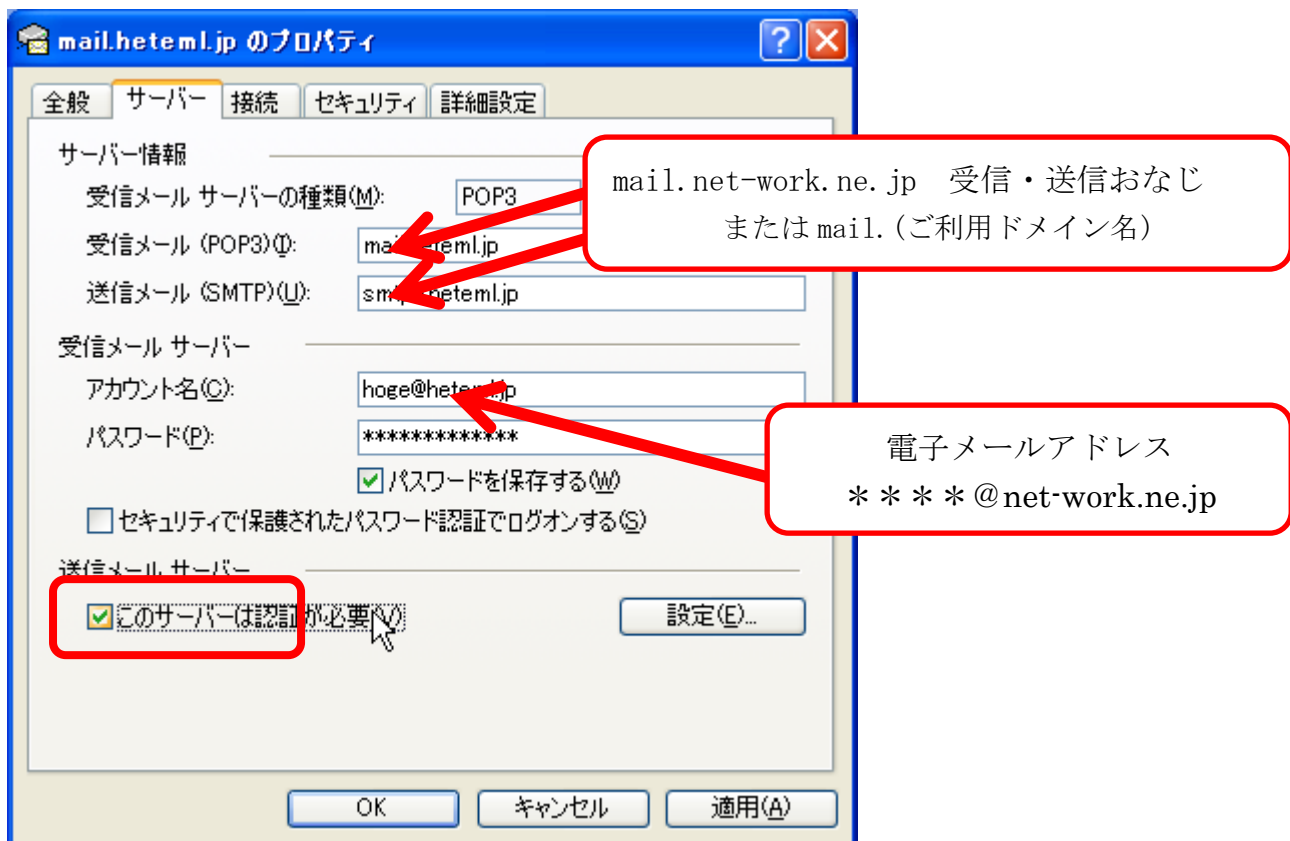 mail.heteml.jp のプロパティ
全般 サーバー 接続 セキュリティ 詳細設定
サーバー情報
受信メール サーバーの種類(M): POP3
mail.net-work.ne.jp 受信・送信おなじ
または mail.(ご利用ドメイン名)
受信メール (POP3)(I):
送信メール (SMTP)(U):
受信メール サーバー
アカウント名(C):
パスワード(P): *************
パスワードを保存する(W)
電子メールアドレス
＊＊＊＊@net-work.ne.jp
セキュリティで保護されたパスワード認証でログオンする(S)
送信メール サーバー
このサーバーは認証が必要(V) 設定(E)...
OK キャンセル 適用(A)